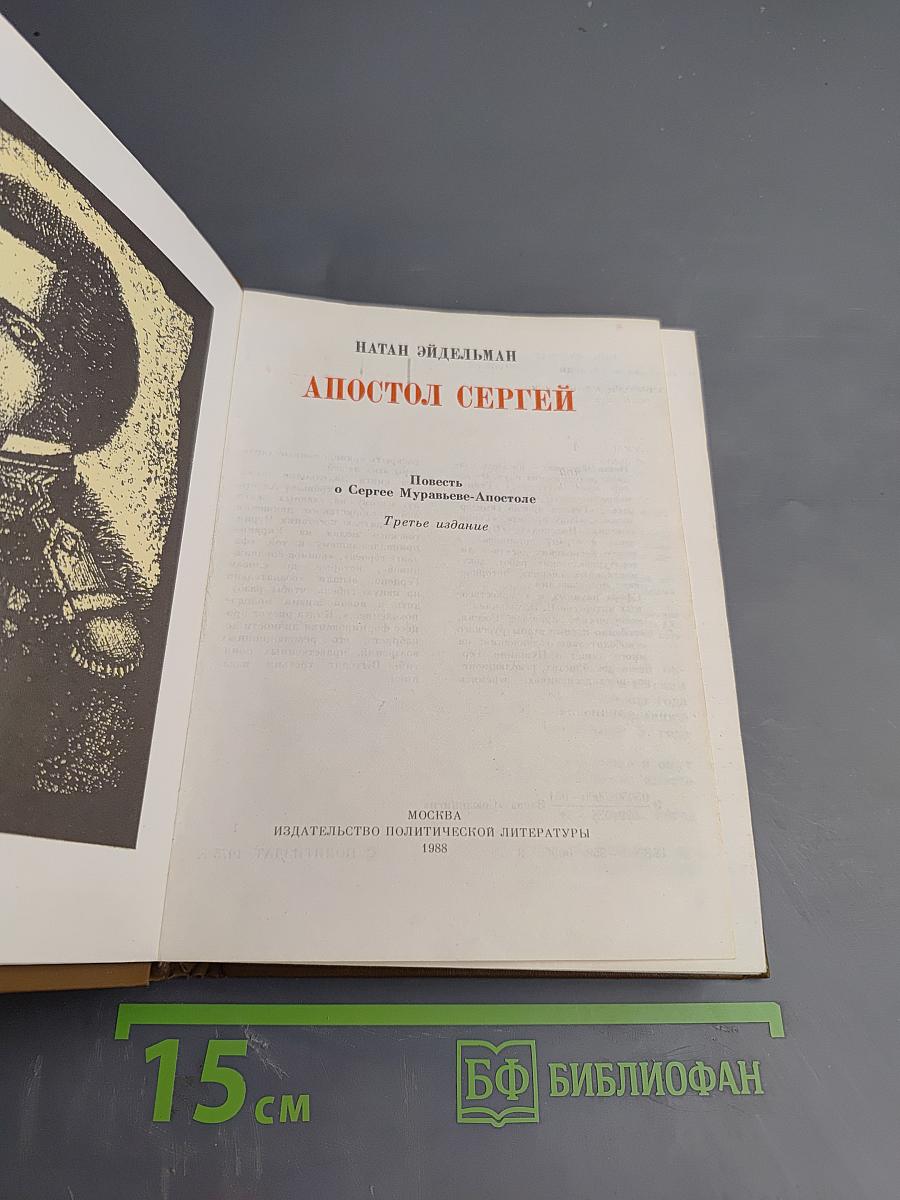 НАТАН ЭЙДЕЛЬМАН
АПОСТОЛ СЕРГЕЙ
Повесть
о Сергее Муравьеве-Апостоле
Третье издание
МОСКВА
ИЗДАТЕЛЬСТВО ПОЛИТИЧЕСКОЙ ЛИТЕРАТУРЫ
1988
15 см
БФ БИБЛИОФАН